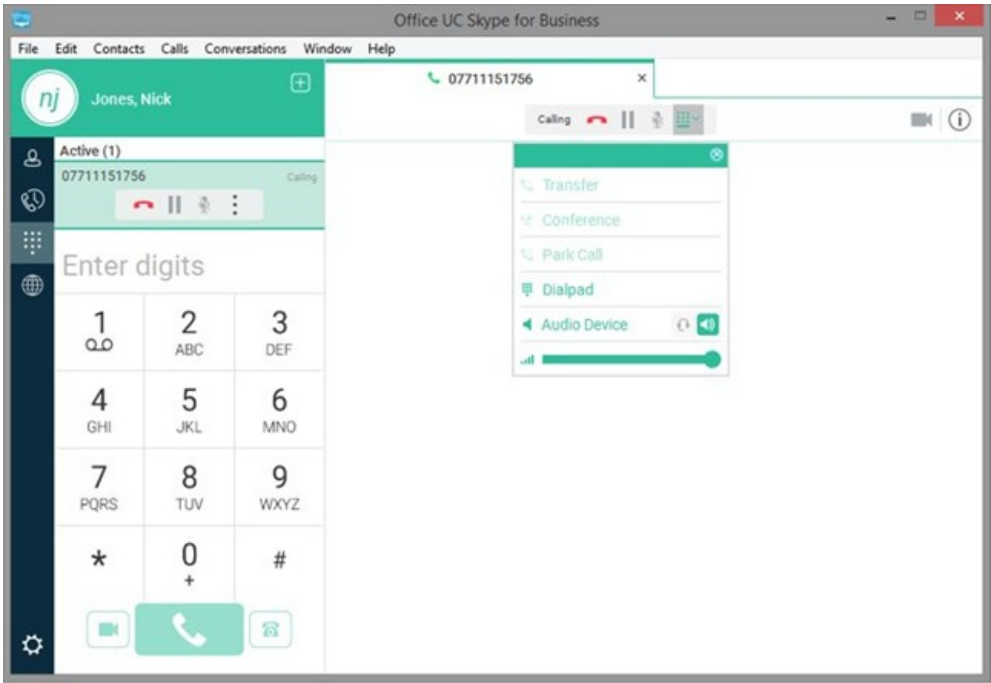 Office UC Skype for Business
File Edit Contacts Calls Conversations Window Help
nj Jones, Nick
07711151756
Calling
Active (1)
07711151756 Calling
Enter digits
1 2 3
ABC DEF
4 5 6
GHI JKL MNO
7 8 9
PQRS TUV WXYZ
* 0 #
+
Transfer
Conference
Park Call
Dialpad
Audio Device